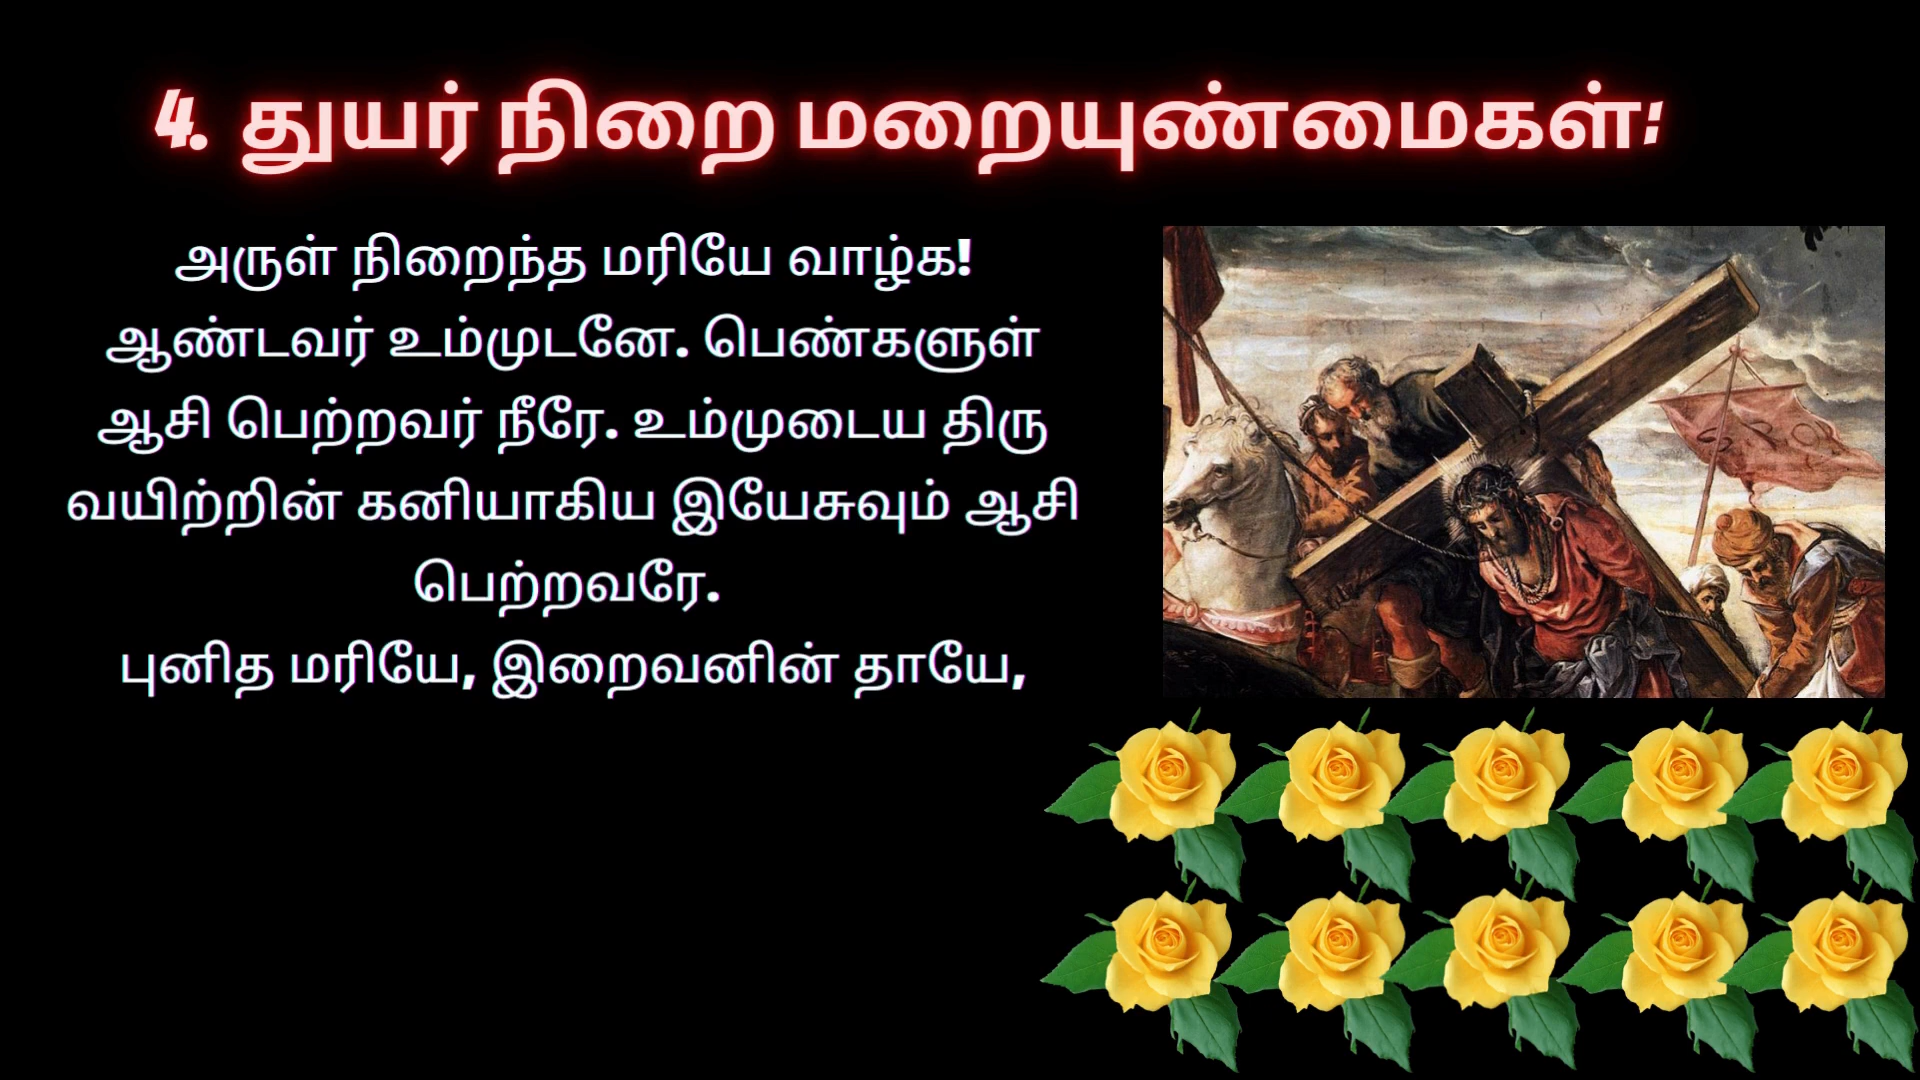 4. துயர் நிறை மறையுண்மைகள்:
அருள் நிறைந்த மரியே வாழ்க!
ஆண்டவர் உம்முடனே. பெண்களுள்
ஆசி பெற்றவர் நீரே. உம்முடைய திரு
வயிற்றின் கனியாகிய இயேசுவும் ஆசி
பெற்றவரே.
புனித மரியே, இறைவனின் தாயே,